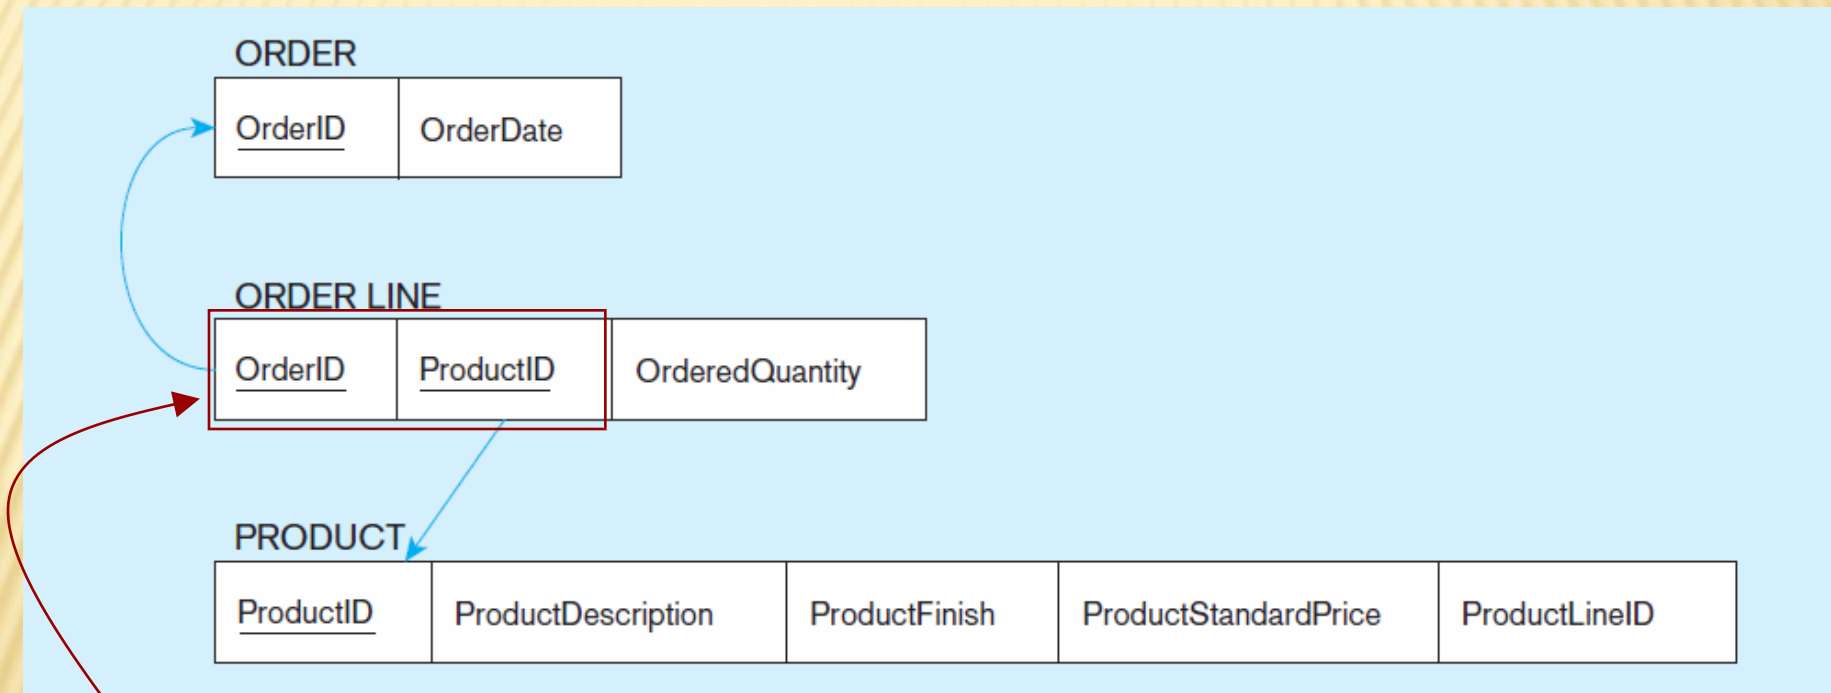 ORDER
OrderID OrderDate
ORDER LINE
OrderID ProductID OrderedQuantity
PRODUCT
ProductID ProductDescription ProductFinish ProductStandardPrice ProductLineID